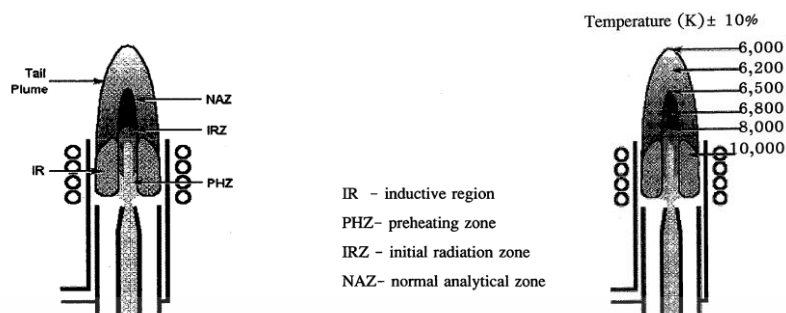 Tail
Plume
NAZ
IRZ
IR
PHZ
IR - inductive region
PHZ- preheating zone
IRZ - initial radiation zone
NAZ- normal analytical zone
Temperature (K)± 10%
6,000
6,200
6,500
6,800
8,000
10,000